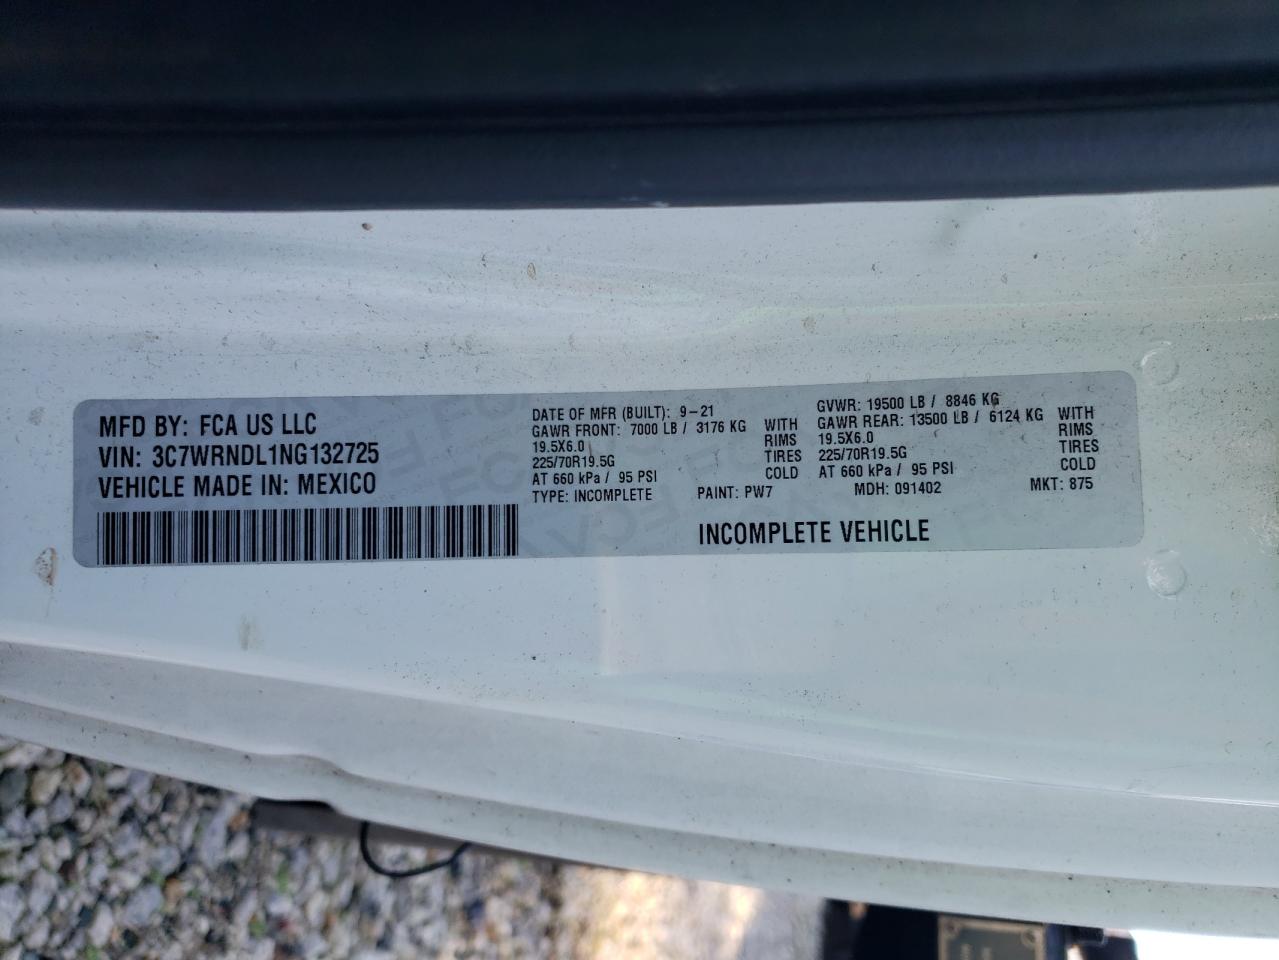 MFD BY: FCA US LLC
VIN: 3C7WRNDL1NG132725
VEHICLE MADE IN: MEXICO
DATE OF MFR (BUILT): 9-21
GAWR FRONT: 7000 LB / 3176 KG WITH
19.5X6.0 RIMS
225/70R19.5G TIRES
AT 660 kPa / 95 PSI COLD
TYPE: INCOMPLETE PAINT: PW7
GVWR: 19500 LB / 8846 KG
GAWR REAR: 13500 LB / 6124 KG WITH
19.5X6.0 RIMS
225/70R19.5G TIRES
AT 660 kPa / 95 PSI COLD
MDH: 091402 MKT: 875
INCOMPLETE VEHICLE